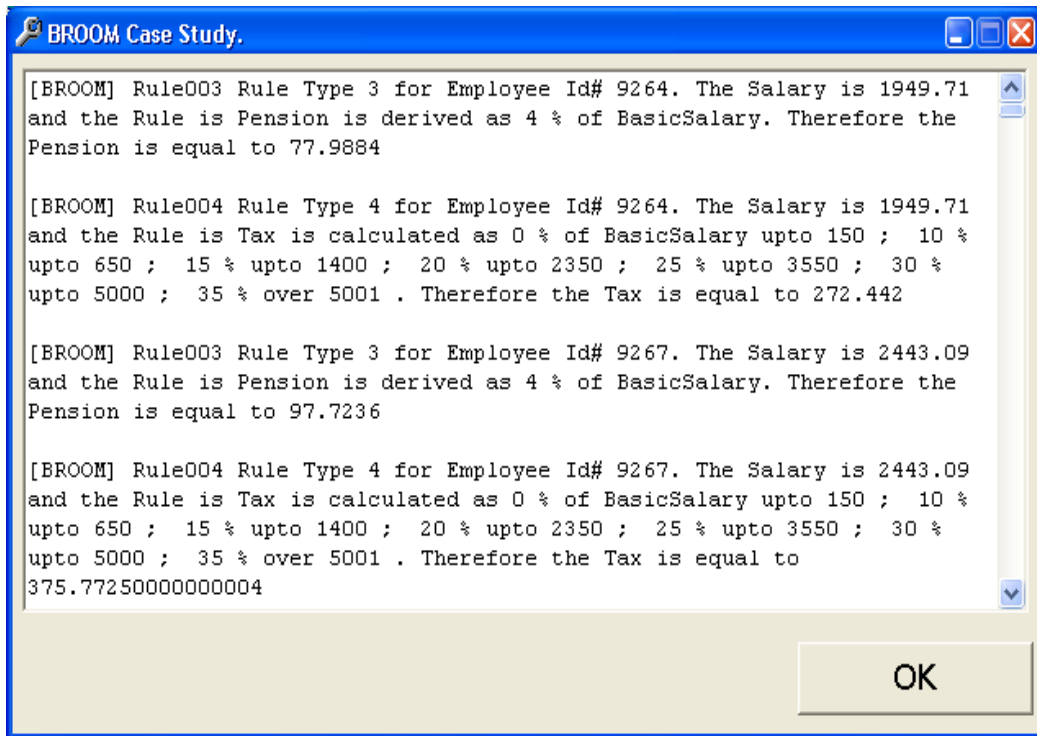 BROOM Case Study.
[BROOM] Rule003 Rule Type 3 for Employee Id# 9264. The Salary is 1949.71
and the Rule is Pension is derived as 4 % of BasicSalary. Therefore the
Pension is equal to 77.9884
[BROOM] Rule004 Rule Type 4 for Employee Id# 9264. The Salary is 1949.71
and the Rule is Tax is calculated as 0 % of BasicSalary upto 150 ;  10 %
upto 650 ;  15 % upto 1400 ;  20 % upto 2350 ;  25 % upto 3550 ;  30 %
upto 5000 ;  35 % over 5001 . Therefore the Tax is equal to 272.442
[BROOM] Rule003 Rule Type 3 for Employee Id# 9267. The Salary is 2443.09
and the Rule is Pension is derived as 4 % of BasicSalary. Therefore the
Pension is equal to 97.7236
[BROOM] Rule004 Rule Type 4 for Employee Id# 9267. The Salary is 2443.09
and the Rule is Tax is calculated as 0 % of BasicSalary upto 150 ;  10 %
upto 650 ;  15 % upto 1400 ;  20 % upto 2350 ;  25 % upto 3550 ;  30 %
upto 5000 ;  35 % over 5001 . Therefore the Tax is equal to
375.77250000000004
OK